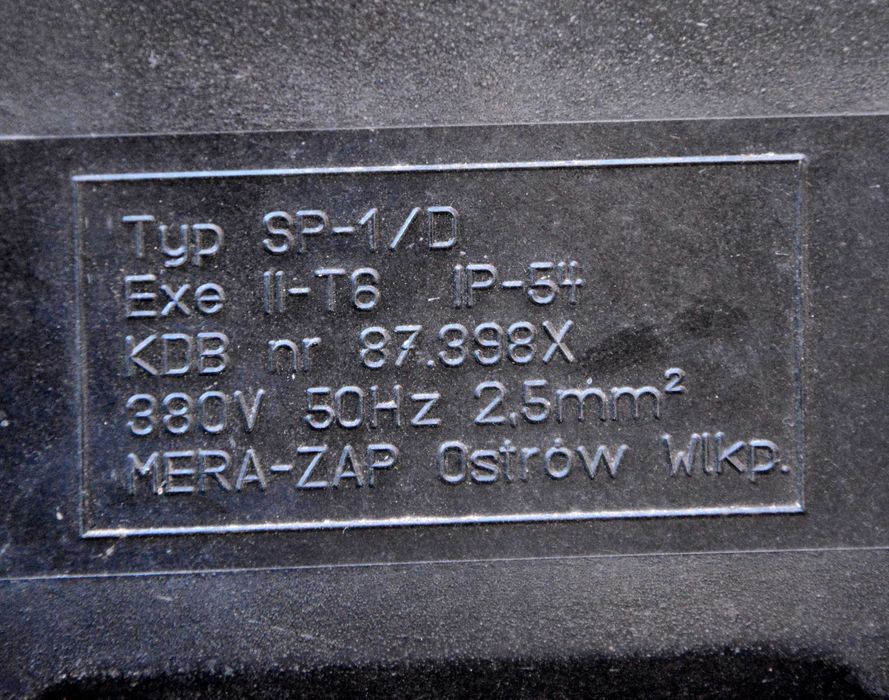 Typ SP-1/D
Exe II-T6 IP-54
KDB nr 87.398X
380V 50Hz 2,5mm²
MERA-ZAP Ostrów Wlkp.